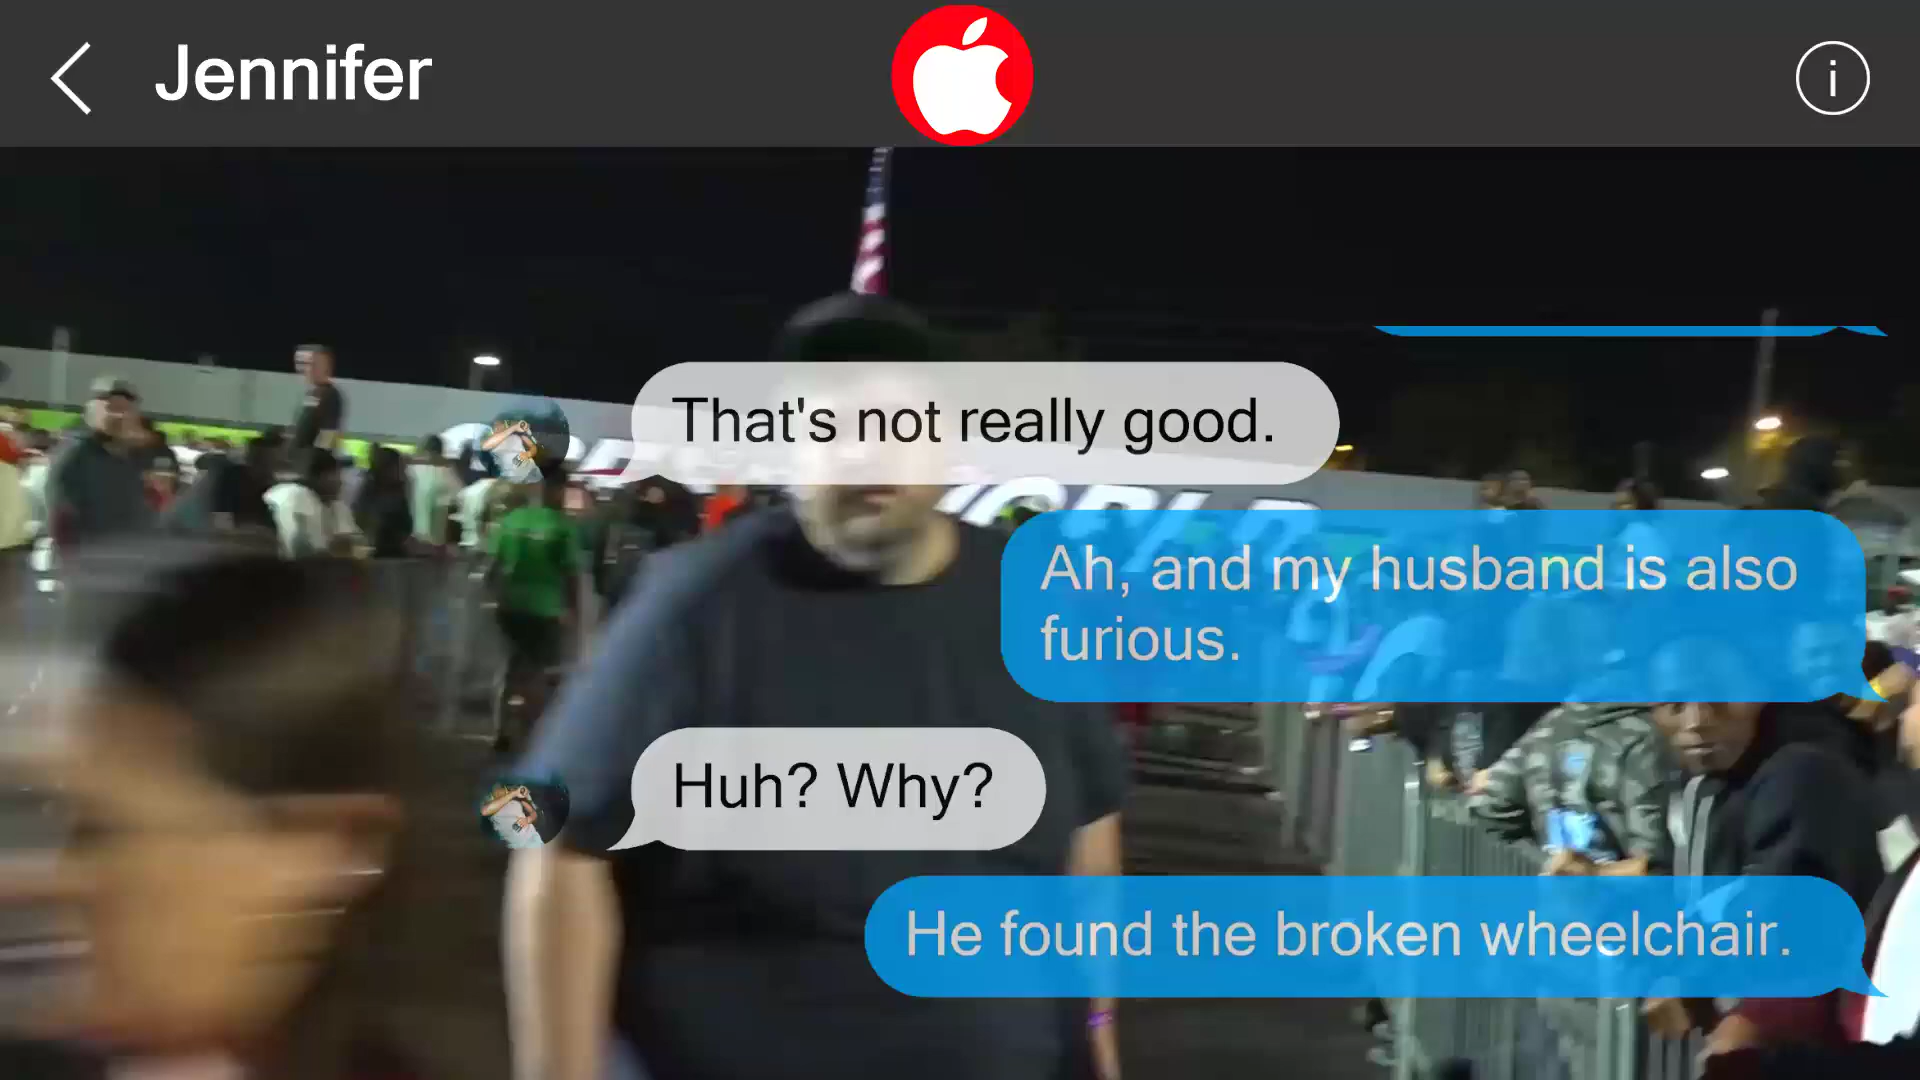 Jennifer
i
That's not really good.
Ah, and my husband is also
furious.
Huh? Why?
He found the broken wheelchair.